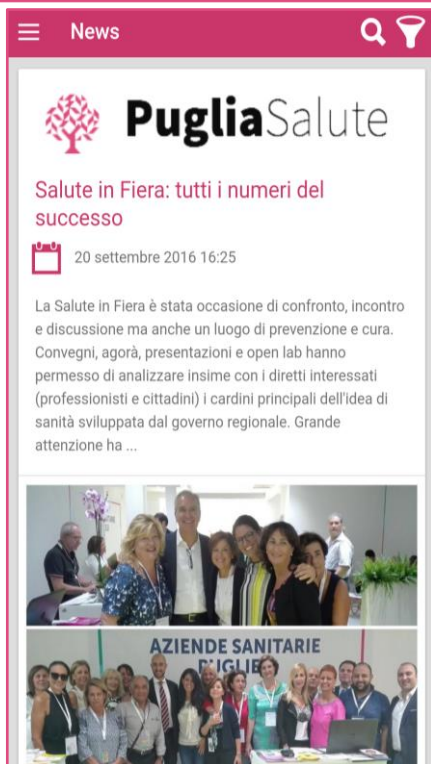 News
PugliaSalute
Salute in Fiera: tutti i numeri del
successo
20 settembre 2016 16:25
La Salute in Fiera è stata occasione di confronto, incontro
e discussione ma anche un luogo di prevenzione e cura.
Convegni, agorà, presentazioni e open lab hanno
permesso di analizzare insime con i diretti interessati
(professionisti e cittadini) i cardini principali dell'idea di
sanità sviluppata dal governo regionale. Grande
attenzione ha ...
AZIENDE SANITARIE